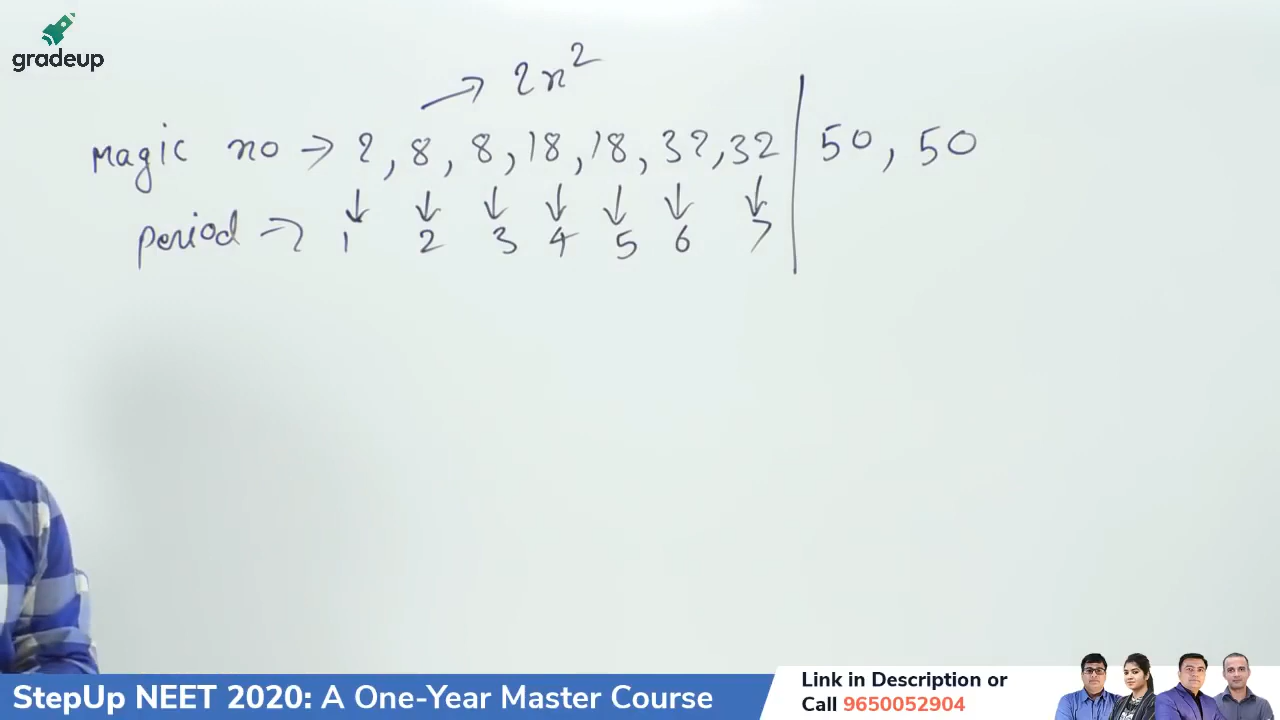 gradeup
→ 2n²
Magic no → 2, 8, 8, 18, 18, 32, 32 | 50, 50
↓ ↓ ↓ ↓ ↓ ↓ ↓
period → 1 2 3 4 5 6 7
StepUp NEET 2020: A One-Year Master Course
Link in Description or
Call 9650052904